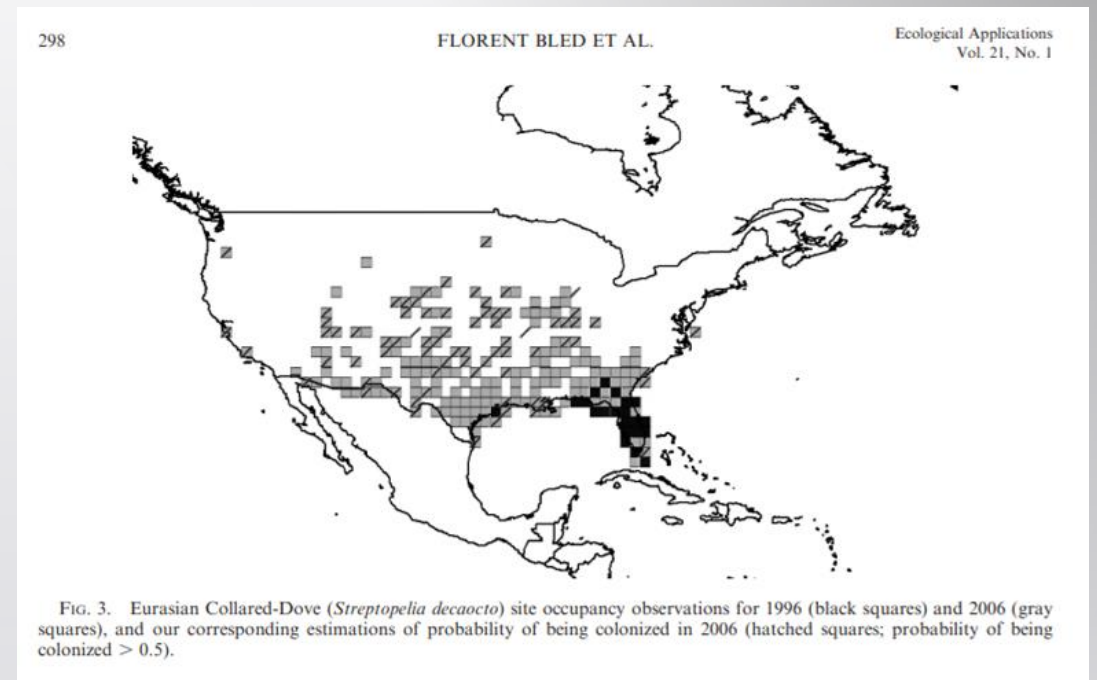 298
FLORENT BLED ET AL.
Ecological Applications
Vol. 21, No. 1
FIG. 3. Eurasian Collared-Dove (Streptopelia decaocto) site occupancy observations for 1996 (black squares) and 2006 (gray
squares), and our corresponding estimations of probability of being colonized in 2006 (hatched squares; probability of being
colonized > 0.5).